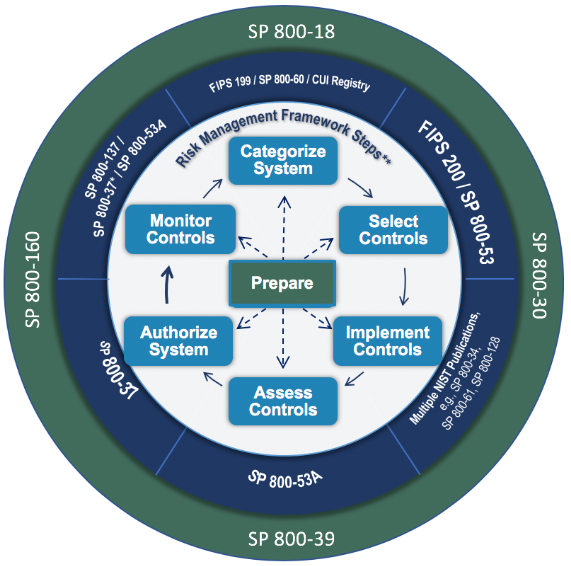 SP 800-18
FIPS 199 / SP 800-60 / CUI Registry
SP 800-137 /
SP 800-37* / SP 800-53A
FIPS 200 / SP 800-53
Risk Management Framework Steps**
Categorize
System
Monitor
Controls
Select
Controls
SP 800-160
Prepare
SP 800-30
Authorize
System
Implement
Controls
Assess
Controls
SP 800-37
Multiple NIST Publications,
e.g., SP 800-34,
SP 800-61, SP 800-128
SP 800-53A
SP 800-39